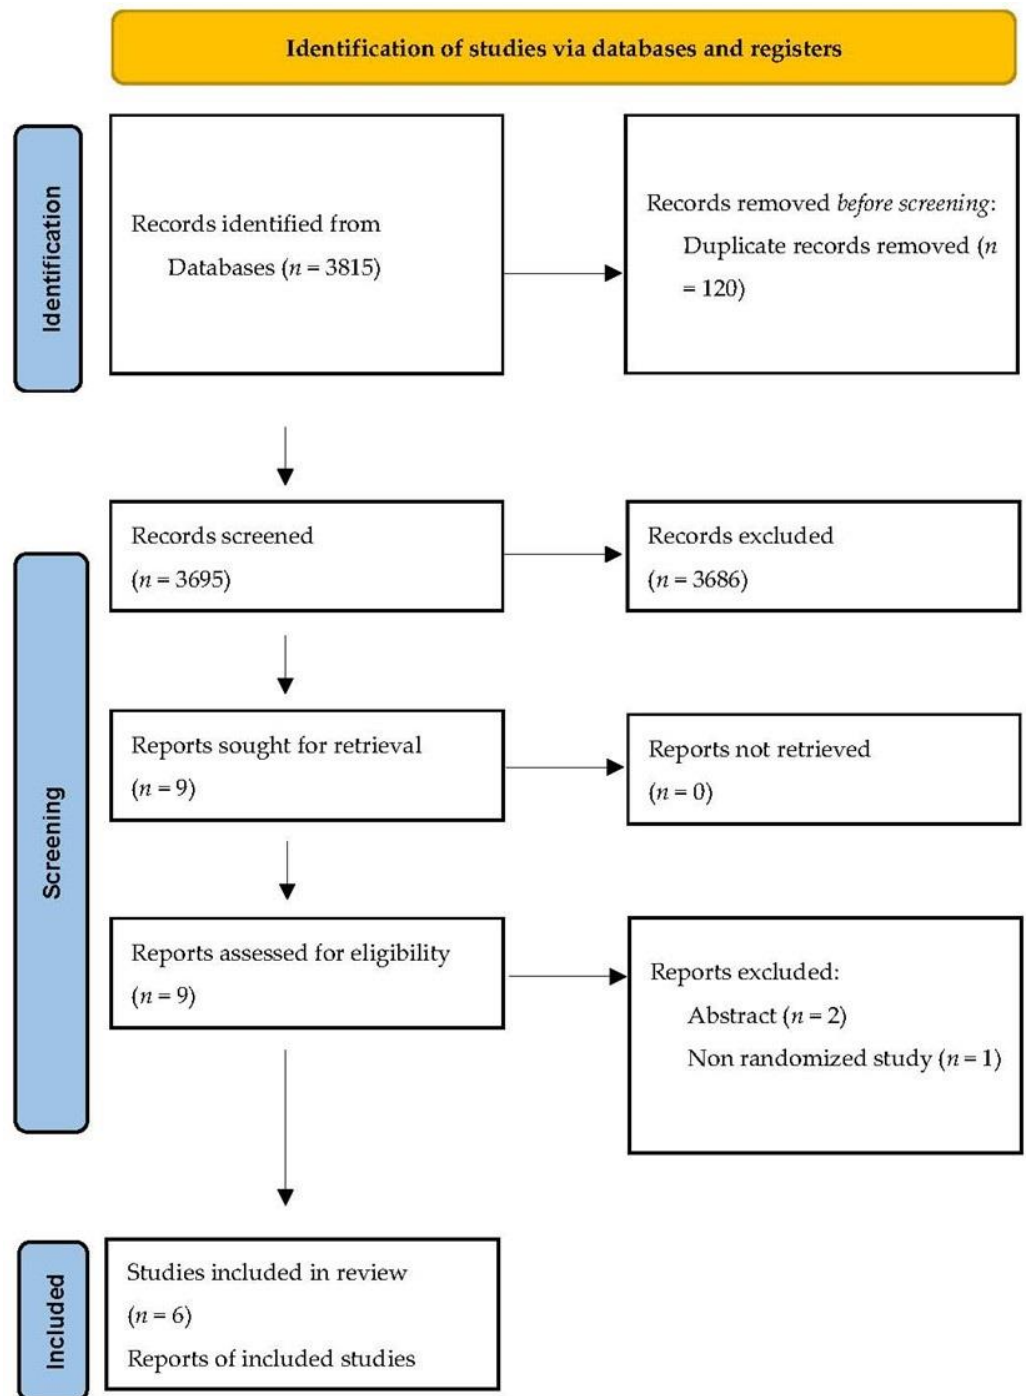 Identification of studies via databases and registers
Identification
Records identified from
Databases (n = 3815)
Records removed before screening:
Duplicate records removed (n
= 120)
Screening
Records screened
(n = 3695)
Records excluded
(n = 3686)
Reports sought for retrieval
(n = 9)
Reports not retrieved
(n = 0)
Reports assessed for eligibility
(n = 9)
Reports excluded:
Abstract (n = 2)
Non randomized study (n = 1)
Included
Studies included in review
(n = 6)
Reports of included studies